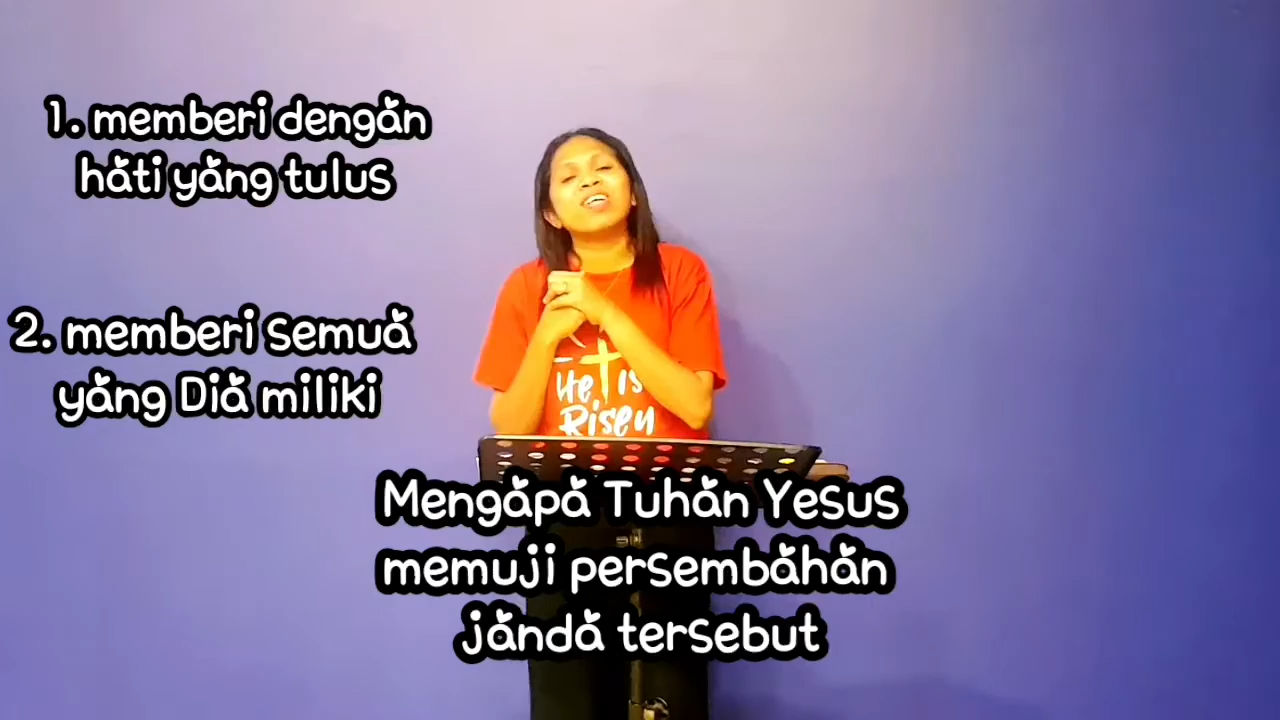 1. memberi dengan
hati yang tulus
2. memberi semua
yang Dia miliki
He is
Risen
Mengapa Tuhan Yesus
memuji persembahan
janda tersebut